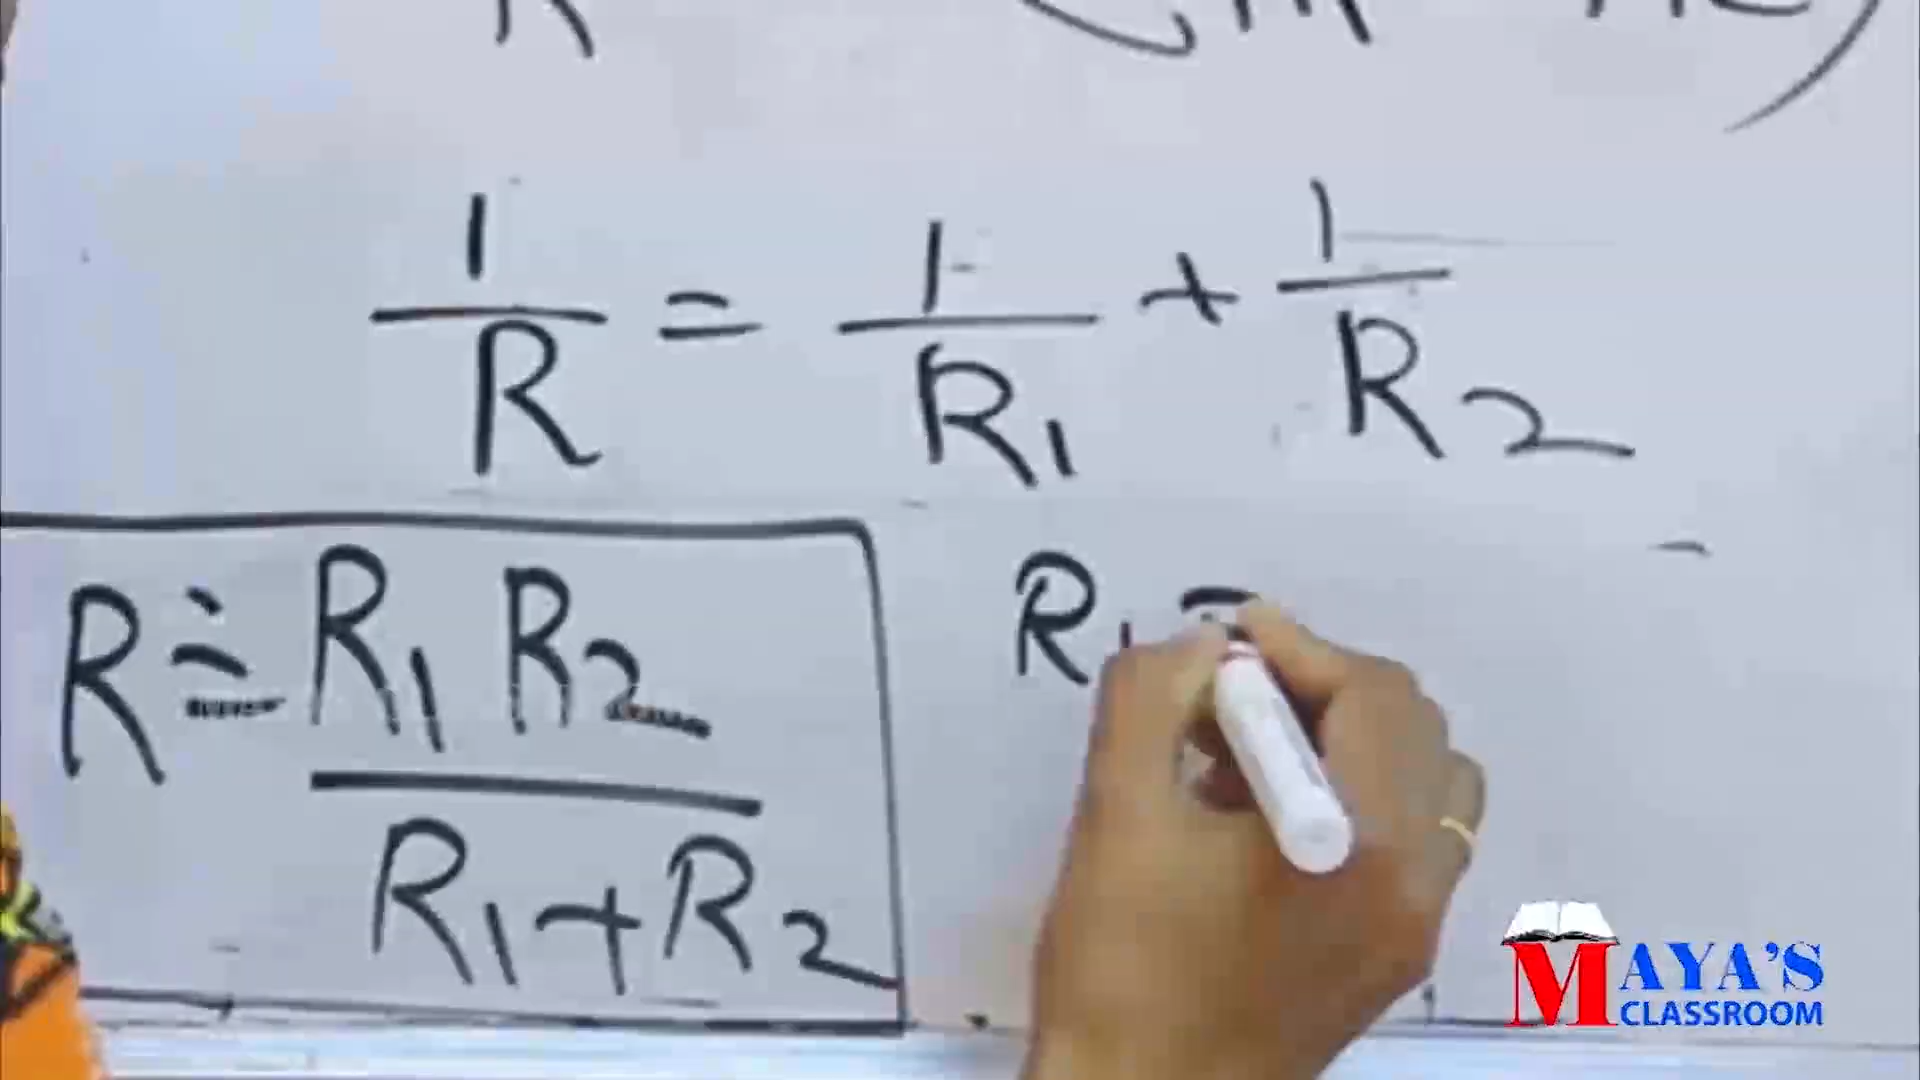 1/R = 1/R₁ + 1/R₂
R = R₁ R₂ / R₁ + R₂
R₁ =
MAYA'S
CLASSROOM